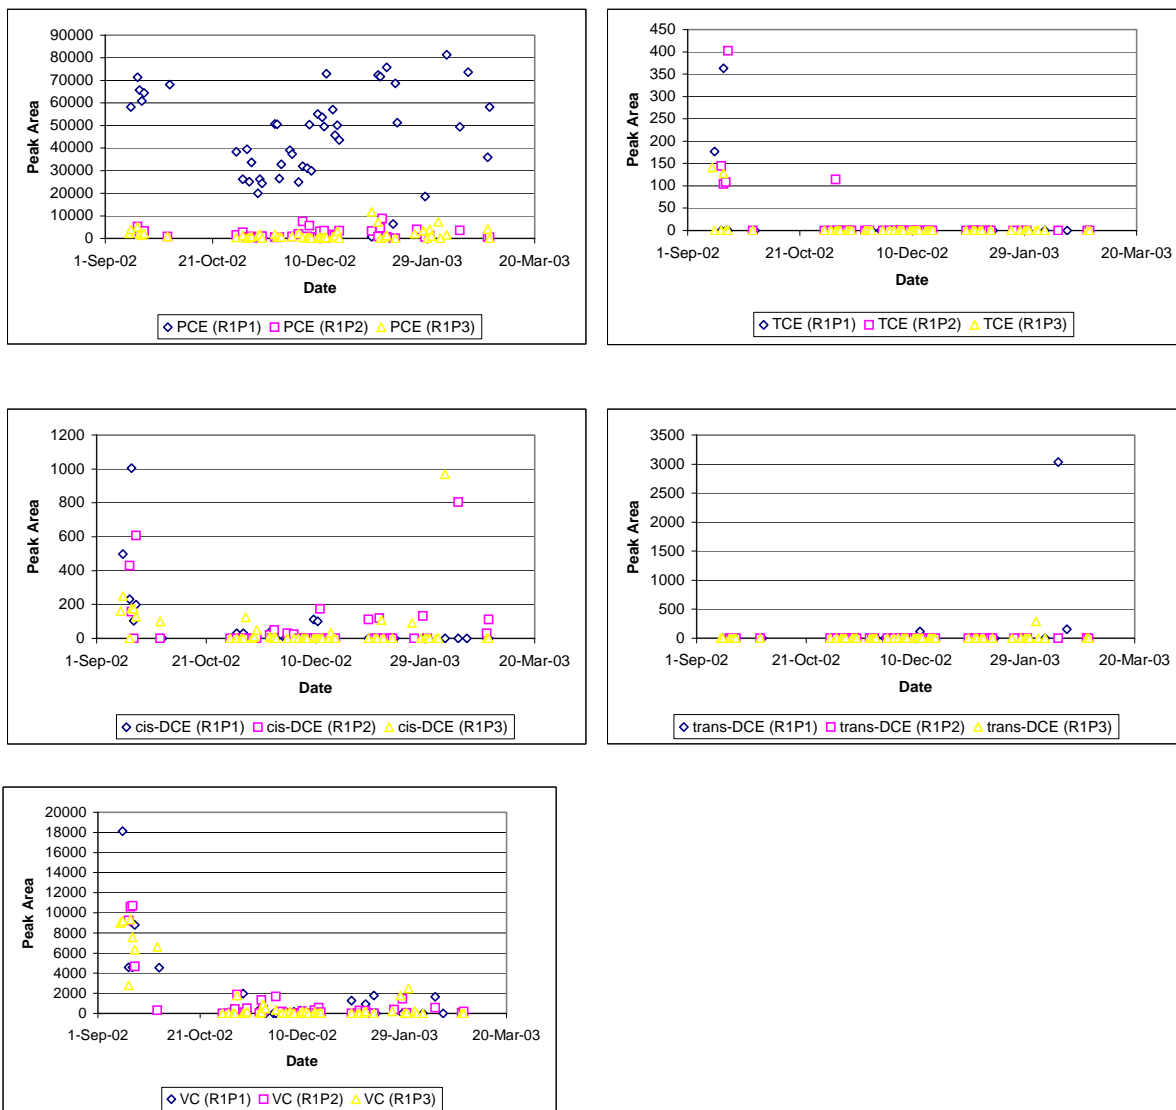 90000
80000
70000
60000
50000
40000
30000
20000
10000
0
Peak Area
1-Sep-02 21-Oct-02 10-Dec-02 29-Jan-03 20-Mar-03
Date
PCE (R1P1) PCE (R1P2) PCE (R1P3)
450
400
350
300
250
200
150
100
50
0
Peak Area
1-Sep-02 21-Oct-02 10-Dec-02 29-Jan-03 20-Mar-03
Date
TCE (R1P1) TCE (R1P2) TCE (R1P3)
1200
1000
800
600
400
200
0
Peak Area
1-Sep-02 21-Oct-02 10-Dec-02 29-Jan-03 20-Mar-03
Date
cis-DCE (R1P1) cis-DCE (R1P2) cis-DCE (R1P3)
3500
3000
2500
2000
1500
1000
500
0
Peak Area
1-Sep-02 21-Oct-02 10-Dec-02 29-Jan-03 20-Mar-03
Date
trans-DCE (R1P1) trans-DCE (R1P2) trans-DCE (R1P3)
20000
18000
16000
14000
12000
10000
8000
6000
4000
2000
0
Peak Area
1-Sep-02 21-Oct-02 10-Dec-02 29-Jan-03 20-Mar-03
Date
VC (R1P1) VC (R1P2) VC (R1P3)